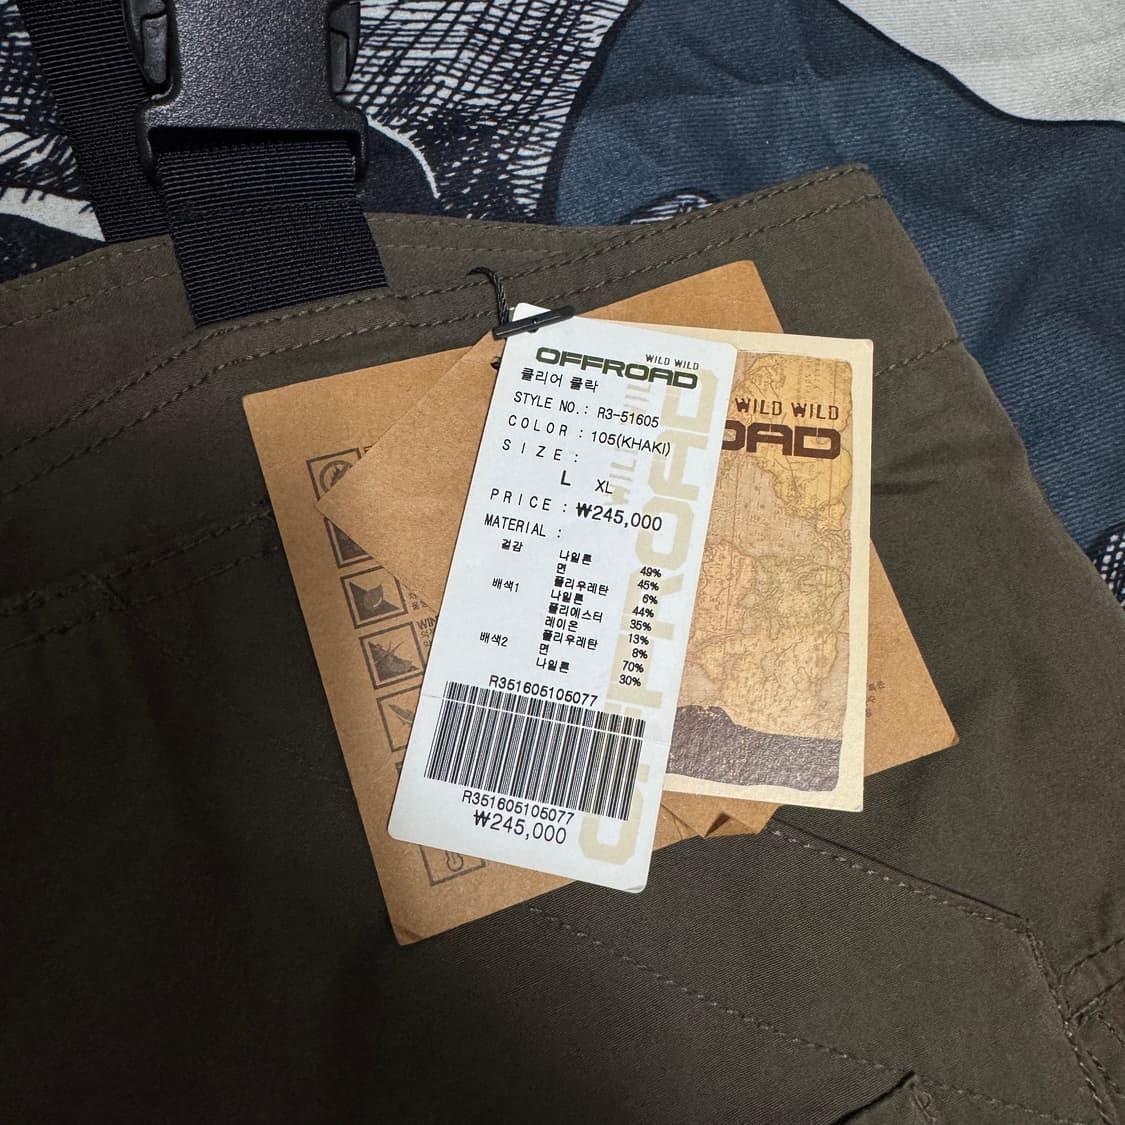 WILD WILD
OFFROAD
클리어 클락
STYLE NO.: R3-51605
COLOR : 105(KHAKI)
SIZE :
L XL
PRICE : ₩245,000
MATERIAL :
겉감 나일론 49%
면 45%
폴리우레탄 6%
배색1 나일론 44%
폴리에스터 35%
레이온 13%
폴리우레탄 8%
배색2 면 70%
나일론 30%
R351605105077
R351605105077
₩245,000
WILD WILD
OAD
WIN